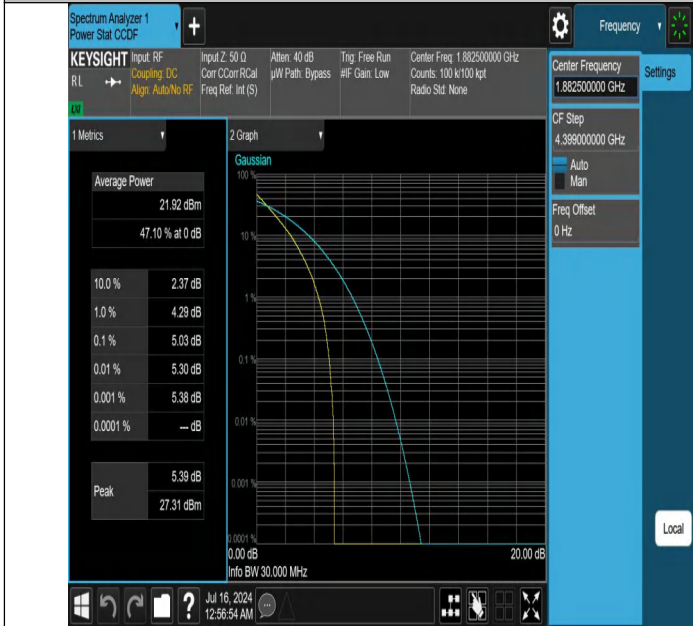 Spectrum Analyzer 1
Power Stat CCDF
+
Frequency
KEYSIGHT
RL
LXI
Input: RF
Coupling: DC
Align: Auto/No RF
Input Z: 50 Ω
Corr CCorr RCal
Freq Ref: Int (S)
Atten: 40 dB
µW Path: Bypass
Trig: Free Run
#IF Gain: Low
Center Freq: 1.882500000 GHz
Counts: 100 k/100 kpt
Radio Std: None
Center Frequency
1.882500000 GHz
Settings
CF Step
4.399000000 GHz
Auto
Man
Freq Offset
0 Hz
1 Metrics
Average Power
21.92 dBm
47.10 % at 0 dB
10.0 % 2.37 dB
1.0 % 4.29 dB
0.1 % 5.03 dB
0.01 % 5.30 dB
0.001 % 5.38 dB
0.0001 % --- dB
Peak
5.39 dB
27.31 dBm
2 Graph
Gaussian
100 %
10 %
1 %
0.1 %
0.01 %
0.001 %
0.0001 %
0.00 dB 20.00 dB
Info BW 30.000 MHz
Local
?
Jul 16, 2024
12:56:54 AM